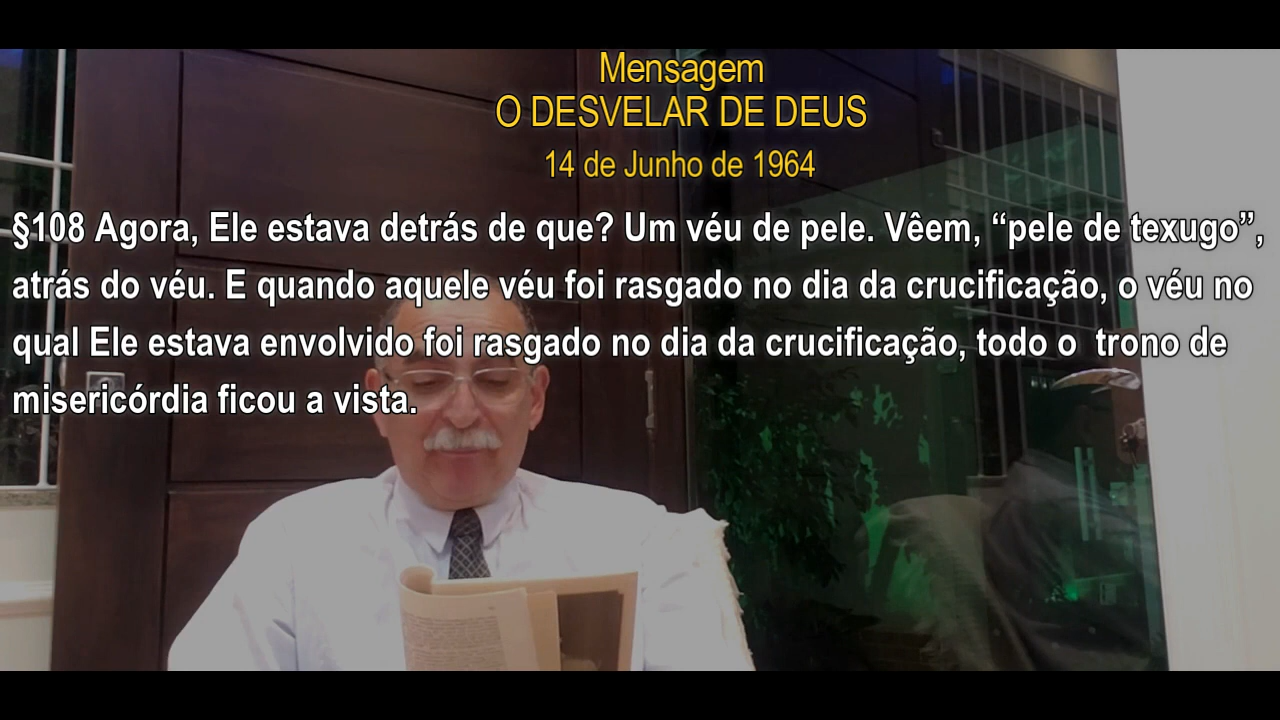 Mensagem
O DESVELAR DE DEUS
14 de Junho de 1964
§108 Agora, Ele estava detrás de que? Um véu de pele. Vêem, “pele de texugo”,
atrás do véu. E quando aquele véu foi rasgado no dia da crucificação, o véu no
qual Ele estava envolvido foi rasgado no dia da crucificação, todo o trono de
misericórdia ficou a vista.